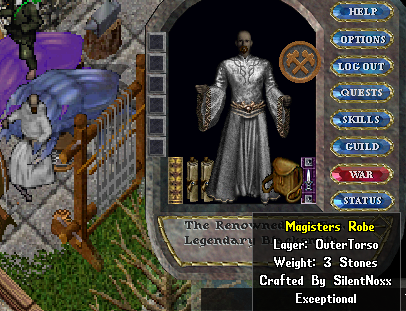 HELP
OPTIONS
LOG OUT
QUESTS
SKILLS
GUILD
WAR
STATUS
The Renowned
Legendary
Magisters Robe
Layer: OuterTorso
Weight: 3 Stones
Crafted By SilentNoxx
Exceptional